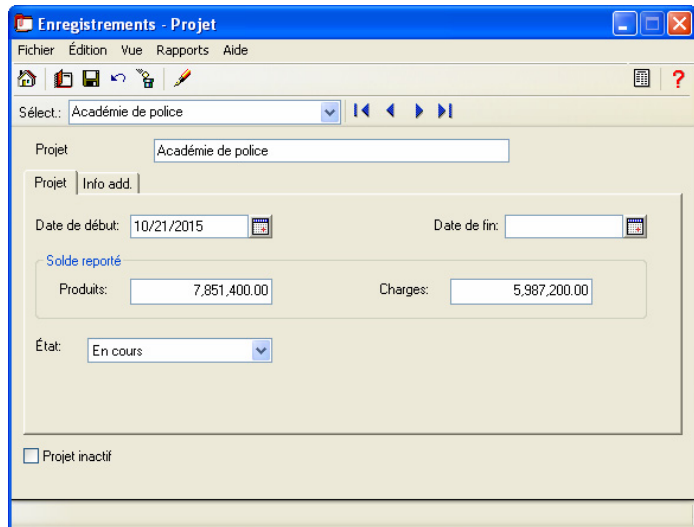 Enregistrements - Projet
Fichier Édition Vue Rapports Aide
?
Sélect.: Académie de police
Projet Académie de police
Projet Info add.
Date de début: 10/21/2015 Date de fin:
Solde reporté
Produits: 7,851,400.00 Charges: 5,987,200.00
État: En cours
Projet inactif